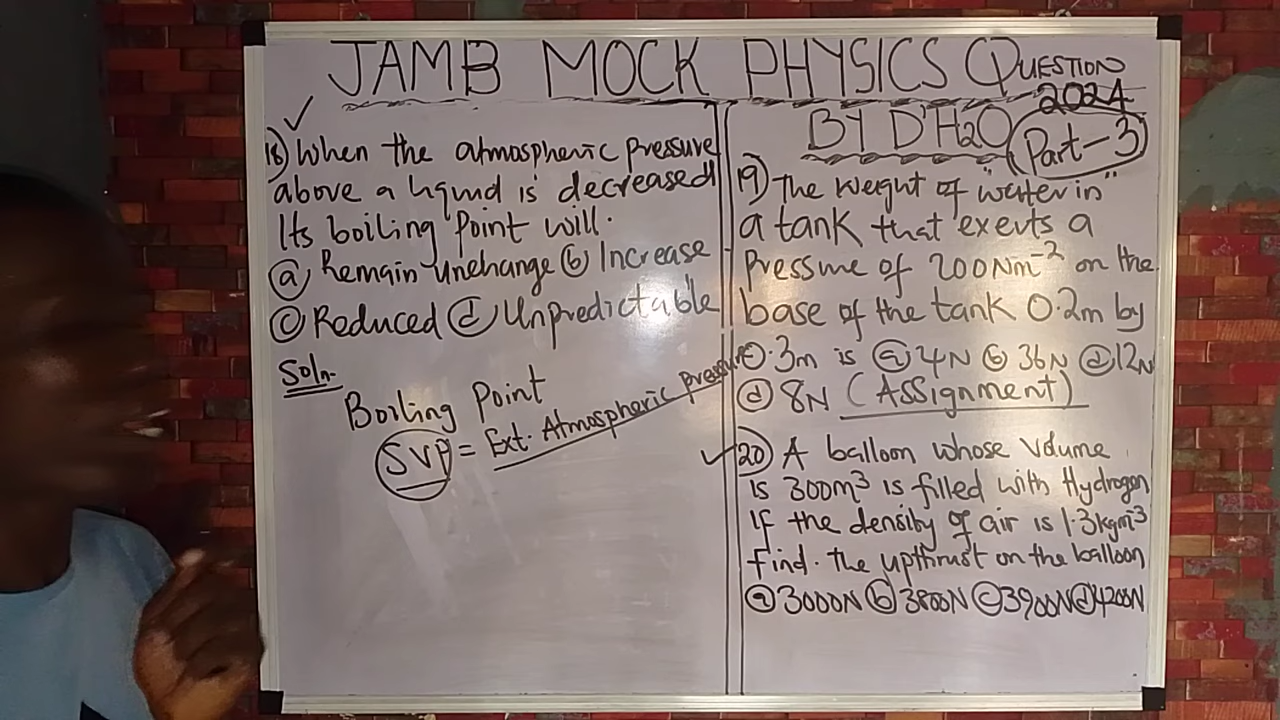 JAMB MOCK PHYSICS QUESTION
2024
BY D'H2O
Part-3
18) When the atmospheric Pressure
above a liquid is decreased
Its boiling Point will.
(a) Remain Unchange (b) Increase
(c) Reduced (d) Unpredictable
Soln-
Boiling Point
SVP = Ext. Atmospheric Pressure
19) The weight of "water in"
a tank that exerts a
Pressure of 200Nm⁻² on the
base of the tank 0.2m by
0.3m is (a) 24N (b) 36N (d) 12N
(d) 8N (Assignment)
20) A balloon whose volume
is 300m³ is filled with Hydrogen
If the density of air is 1.3kgm⁻³
find. the upthrust on the balloon
(a) 3000N (b) 3800N (c) 3900N (d) 4200N